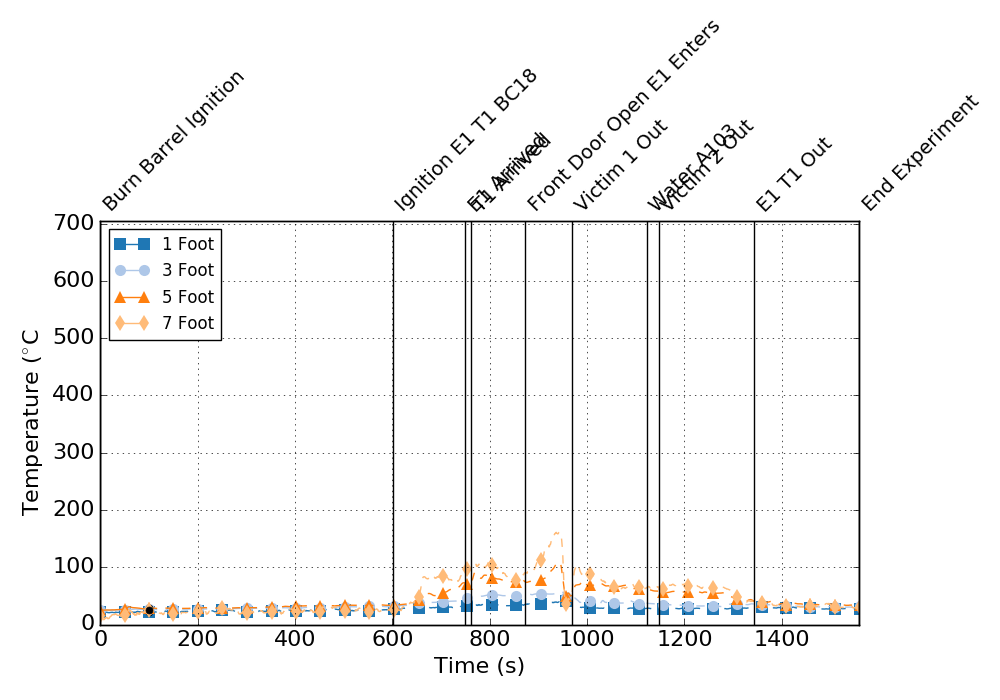 Burn Barrel Ignition
Ignition E1 T1 BC18
E1 Arrived
T1 Arrived
Front Door Open E1 Enters
Victim 1 Out
Water A103
Victim 2 Out
E1 T1 Out
End Experiment
700
600
500
400
300
200
100
0
1 Foot
3 Foot
5 Foot
7 Foot
Temperature (°C
0 200 400 600 800 1000 1200 1400
Time (s)